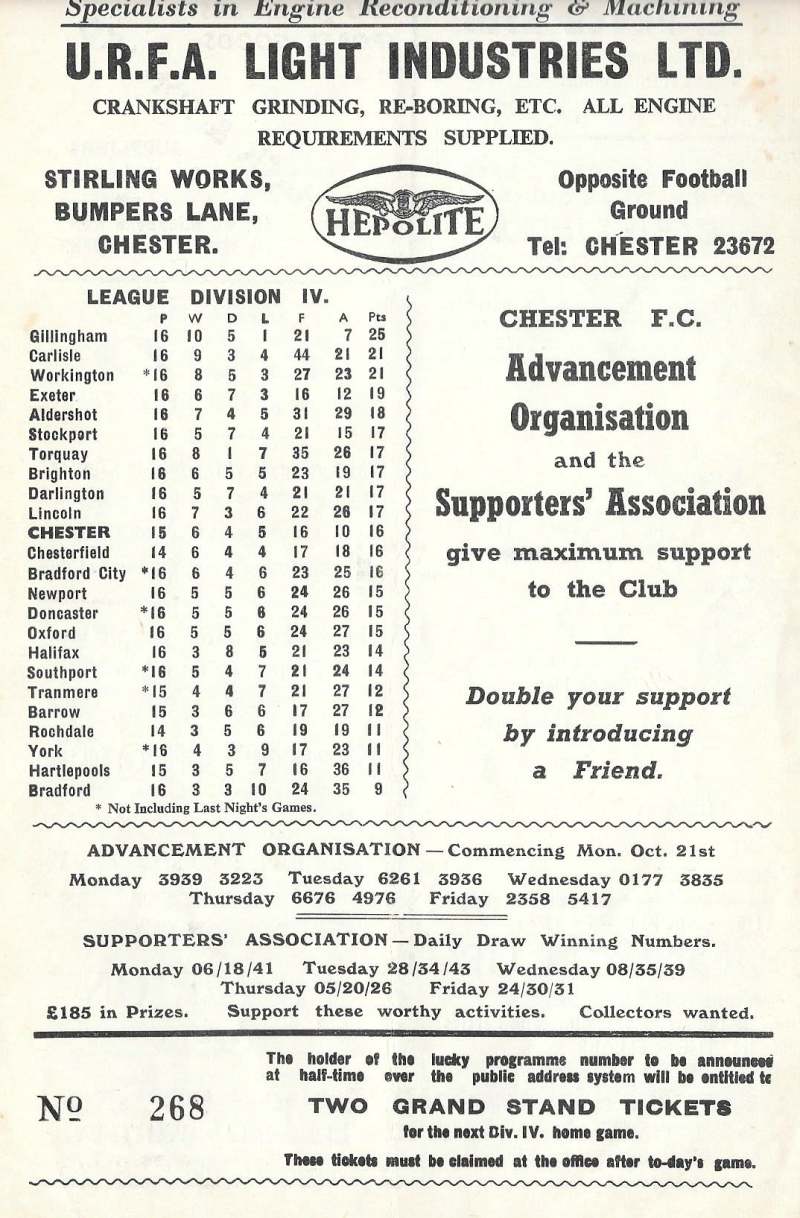 Specialists in Engine Reconditioning & Machining
U.R.F.A. LIGHT INDUSTRIES LTD.
CRANKSHAFT GRINDING, RE-BORING, ETC. ALL ENGINE
REQUIREMENTS SUPPLIED.
STIRLING WORKS,
BUMPERS LANE,
CHESTER.
HEPOLITE
Opposite Football
Ground
Tel: CHESTER 23672
LEAGUE DIVISION IV.
P W D L F A Pts
Gillingham 16 10 5 1 21 7 25
Carlisle 16 9 3 4 44 21 21
Workington *16 8 5 3 27 23 21
Exeter 16 6 7 3 16 12 19
Aldershot 16 7 4 5 31 29 18
Stockport 16 5 7 4 21 15 17
Torquay 16 8 1 7 35 26 17
Brighton 16 6 5 5 23 19 17
Darlington 16 5 7 4 21 21 17
Lincoln 16 7 3 6 22 26 17
CHESTER 15 6 4 5 16 10 16
Chesterfield 14 6 4 4 17 18 16
Bradford City *16 6 4 6 23 25 16
Newport 16 5 5 6 24 26 15
Doncaster *16 5 5 6 24 26 15
Oxford 16 5 5 6 24 27 15
Halifax 16 3 8 5 21 23 14
Southport *16 5 4 7 21 24 14
Tranmere *15 4 4 7 21 27 12
Barrow 15 3 6 6 17 27 12
Rochdale 14 3 5 6 19 19 11
York *16 4 3 9 17 23 11
Hartlepools 15 3 5 7 16 36 11
Bradford 16 3 3 10 24 35 9
* Not Including Last Night's Games.
CHESTER F.C.
Advancement
Organisation
and the
Supporters' Association
give maximum support
to the Club
Double your support
by introducing
a Friend.
ADVANCEMENT ORGANISATION — Commencing Mon. Oct. 21st
Monday 3939 3223 Tuesday 6261 3936 Wednesday 0177 3835
Thursday 6676 4976 Friday 2358 5417
SUPPORTERS' ASSOCIATION — Daily Draw Winning Numbers.
Monday 06/18/41 Tuesday 28/34/43 Wednesday 08/35/39
Thursday 05/20/26 Friday 24/30/31
£185 in Prizes. Support these worthy activities. Collectors wanted.
The holder of the lucky programme number to be announced
at half-time over the public address system will be entitled to
Nº 268
TWO GRAND STAND TICKETS
for the next Div. IV. home game.
These tickets must be claimed at the office after to-day's game.